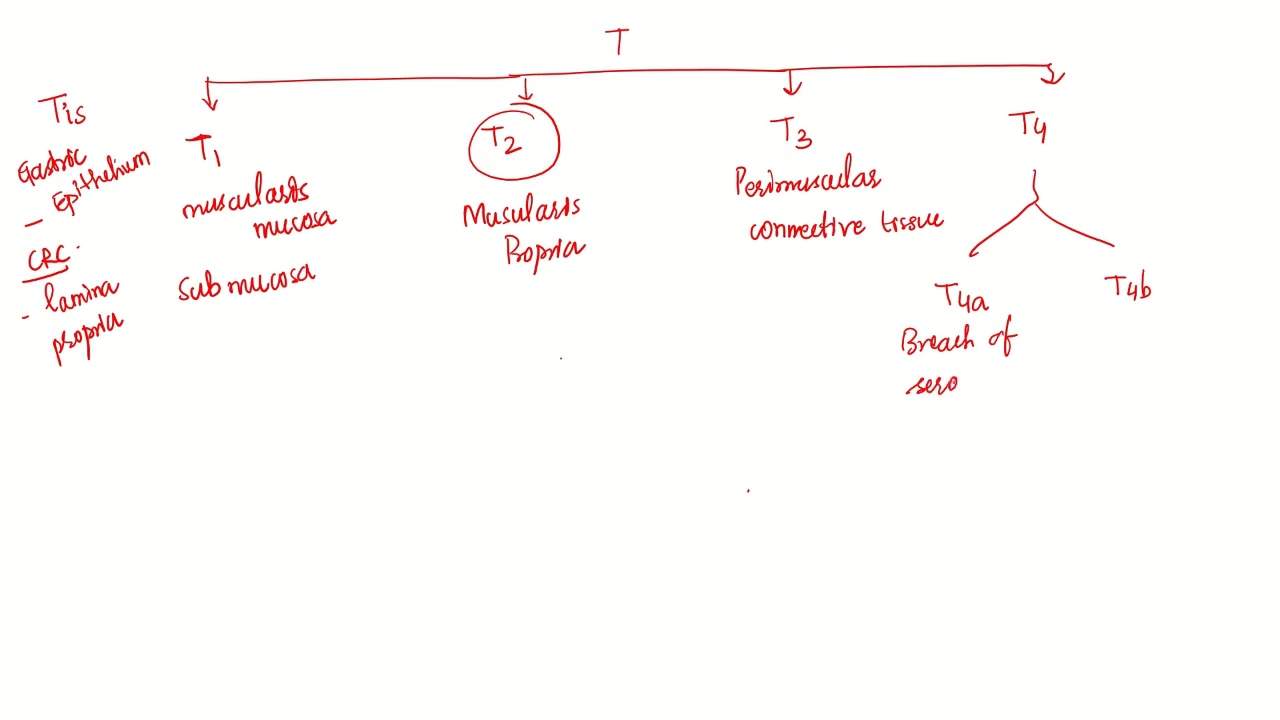 T
Tis
Gastric
- Epithelium
CRC
- lamina
propria
T1
muscularis
mucosa
Submucosa
T2
Musularis
Propria
T3
Perimuscular
connective tissue
T4
T4a
Breach of
sero
T4b